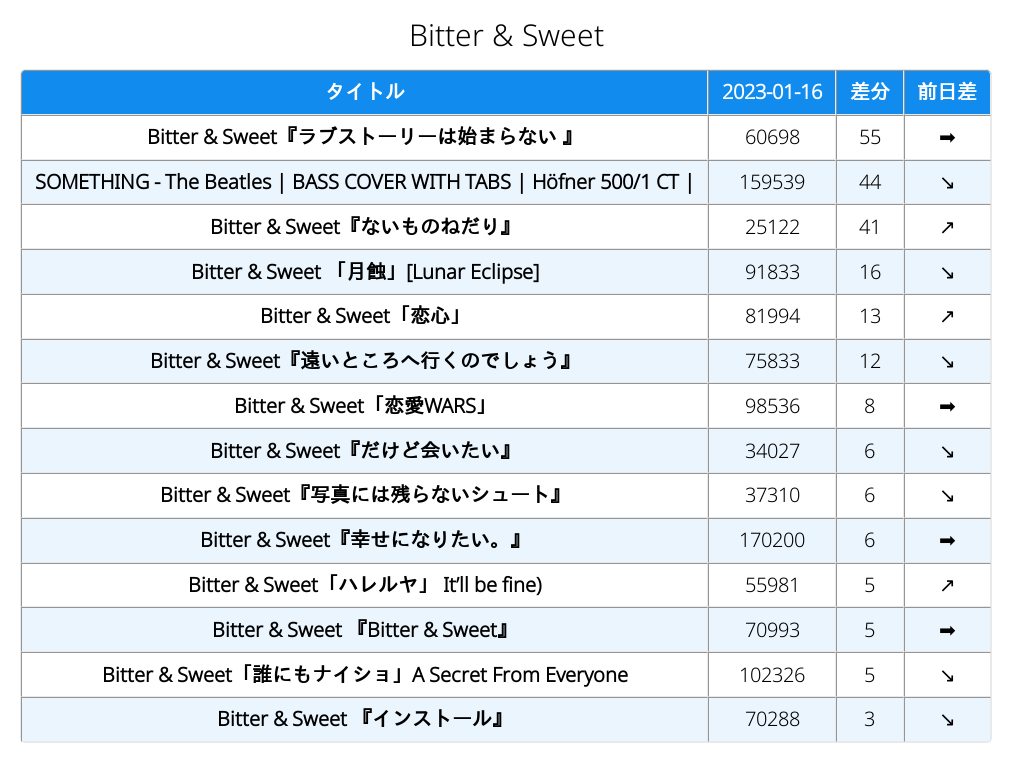 Bitter & Sweet
タイトル 2023-01-16 差分 前日差
Bitter & Sweet『ラブストーリーは始まらない 』 60698 55 ➡
SOMETHING - The Beatles | BASS COVER WITH TABS | Höfner 500/1 CT | 159539 44 ↘
Bitter & Sweet『ないものねだり』 25122 41 ↗
Bitter & Sweet 「月蝕」[Lunar Eclipse] 91833 16 ↘
Bitter & Sweet「恋心」 81994 13 ↗
Bitter & Sweet『遠いところへ行くのでしょう』 75833 12 ↘
Bitter & Sweet「恋愛WARS」 98536 8 ➡
Bitter & Sweet『だけど会いたい』 34027 6 ↘
Bitter & Sweet『写真には残らないシュート』 37310 6 ↘
Bitter & Sweet『幸せになりたい。』 170200 6 ➡
Bitter & Sweet「ハレルヤ」 It'll be fine) 55981 5 ↗
Bitter & Sweet 『Bitter & Sweet』 70993 5 ➡
Bitter & Sweet「誰にもナイショ」A Secret From Everyone 102326 5 ↘
Bitter & Sweet 『インストール』 70288 3 ↘